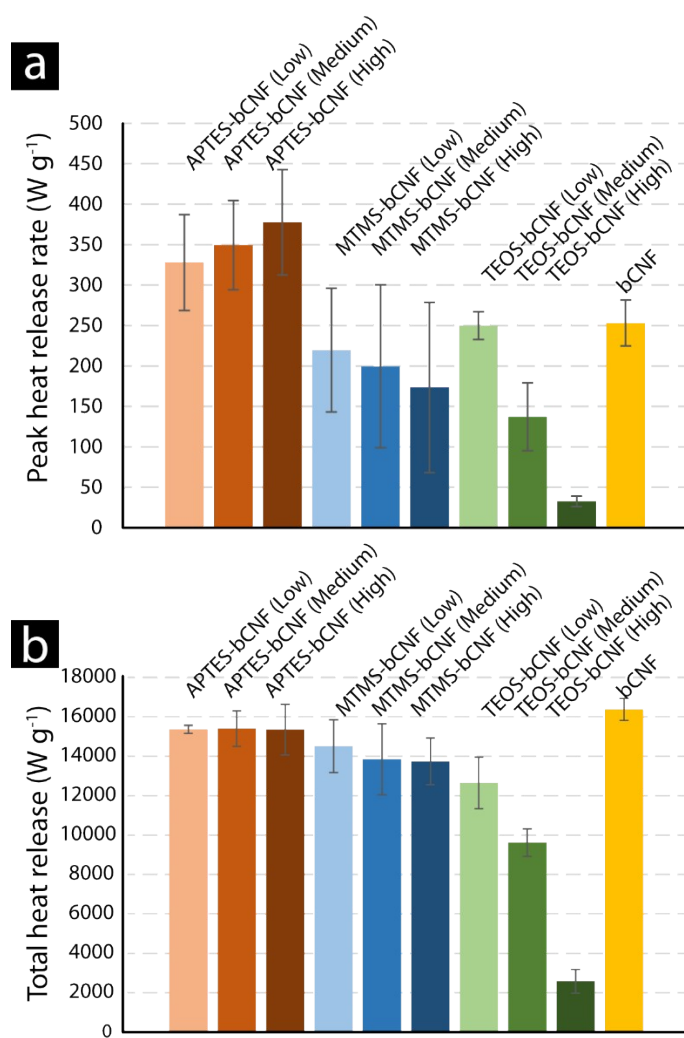 a
Peak heat release rate (W g⁻¹)
500
450
400
350
300
250
200
150
100
50
0
APTES-bCNF (Low)
APTES-bCNF (Medium)
APTES-bCNF (High)
MTMS-bCNF (Low)
MTMS-bCNF (Medium)
MTMS-bCNF (High)
TEOS-bCNF (Low)
TEOS-bCNF (Medium)
TEOS-bCNF (High)
bCNF
b
Total heat release (W g⁻¹)
18000
16000
14000
12000
10000
8000
6000
4000
2000
0
APTES-bCNF (Low)
APTES-bCNF (Medium)
APTES-bCNF (High)
MTMS-bCNF (Low)
MTMS-bCNF (Medium)
MTMS-bCNF (High)
TEOS-bCNF (Low)
TEOS-bCNF (Medium)
TEOS-bCNF (High)
bCNF